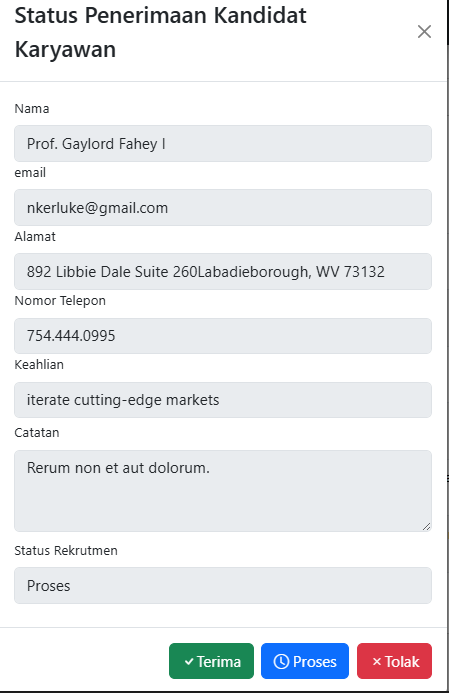 Status Penerimaan Kandidat
Karyawan
Nama
Prof. Gaylord Fahey I
email
nkerluke@gmail.com
Alamat
892 Libbie Dale Suite 260Labadieborough, WV 73132
Nomor Telepon
754.444.0995
Keahlian
iterate cutting-edge markets
Catatan
Rerum non et aut dolorum.
Status Rekrutmen
Proses
Terima Proses Tolak